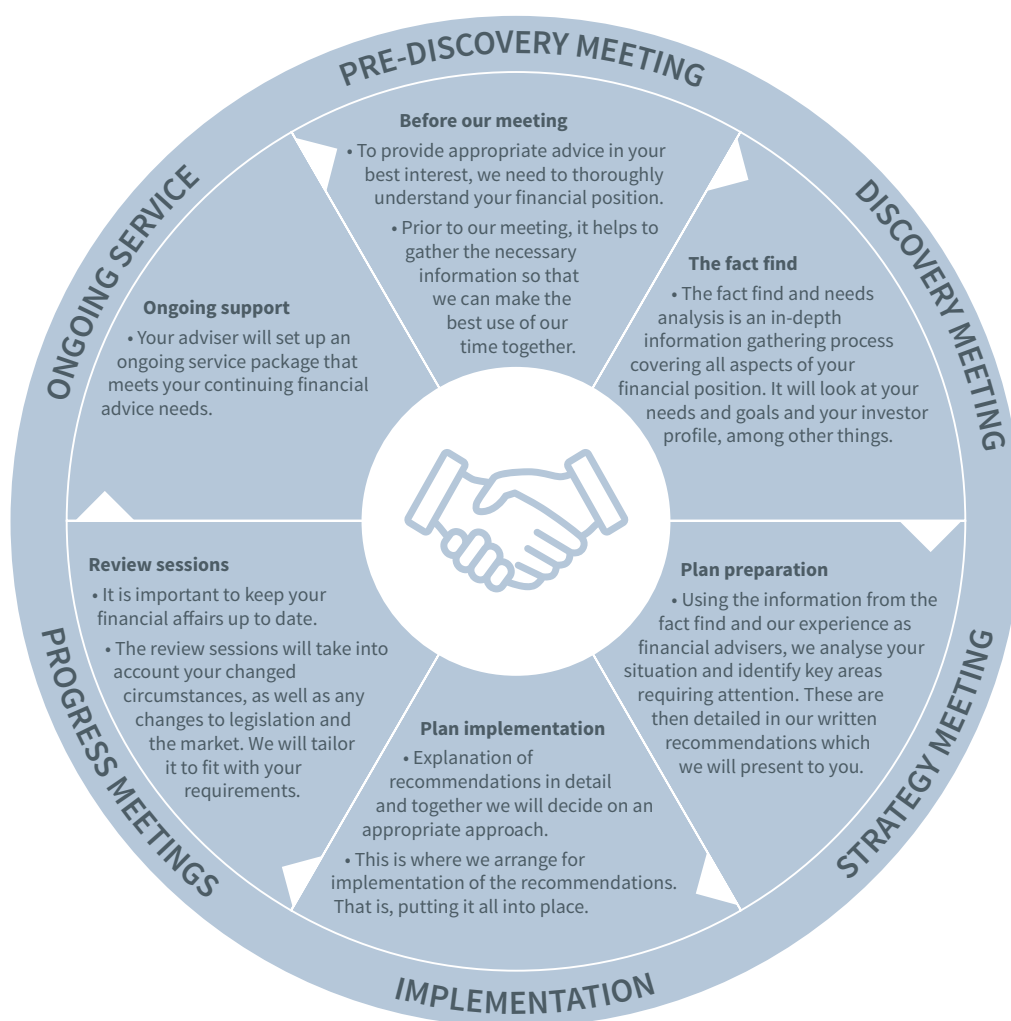 PRE-DISCOVERY MEETING
Before our meeting
• To provide appropriate advice in your
best interest, we need to thoroughly
understand your financial position.
• Prior to our meeting, it helps to
gather the necessary
information so that
we can make the
best use of our
time together.
DISCOVERY MEETING
The fact find
• The fact find and needs
analysis is an in-depth
information gathering process
covering all aspects of your
financial position. It will look at your
needs and goals and your investor
profile, among other things.
STRATEGY MEETING
Plan preparation
• Using the information from the
fact find and our experience as
financial advisers, we analyse your
situation and identify key areas
requiring attention. These are
then detailed in our written
recommendations which
we will present to you.
IMPLEMENTATION
Plan implementation
• Explanation of
recommendations in detail
and together we will decide on an
appropriate approach.
• This is where we arrange for
implementation of the recommendations.
That is, putting it all into place.
PROGRESS MEETINGS
Review sessions
• It is important to keep your
financial affairs up to date.
• The review sessions will take into
account your changed
circumstances, as well as any
changes to legislation and
the market. We will tailor
it to fit with your
requirements.
ONGOING SERVICE
Ongoing support
• Your adviser will set up an
ongoing service package that
meets your continuing financial
advice needs.